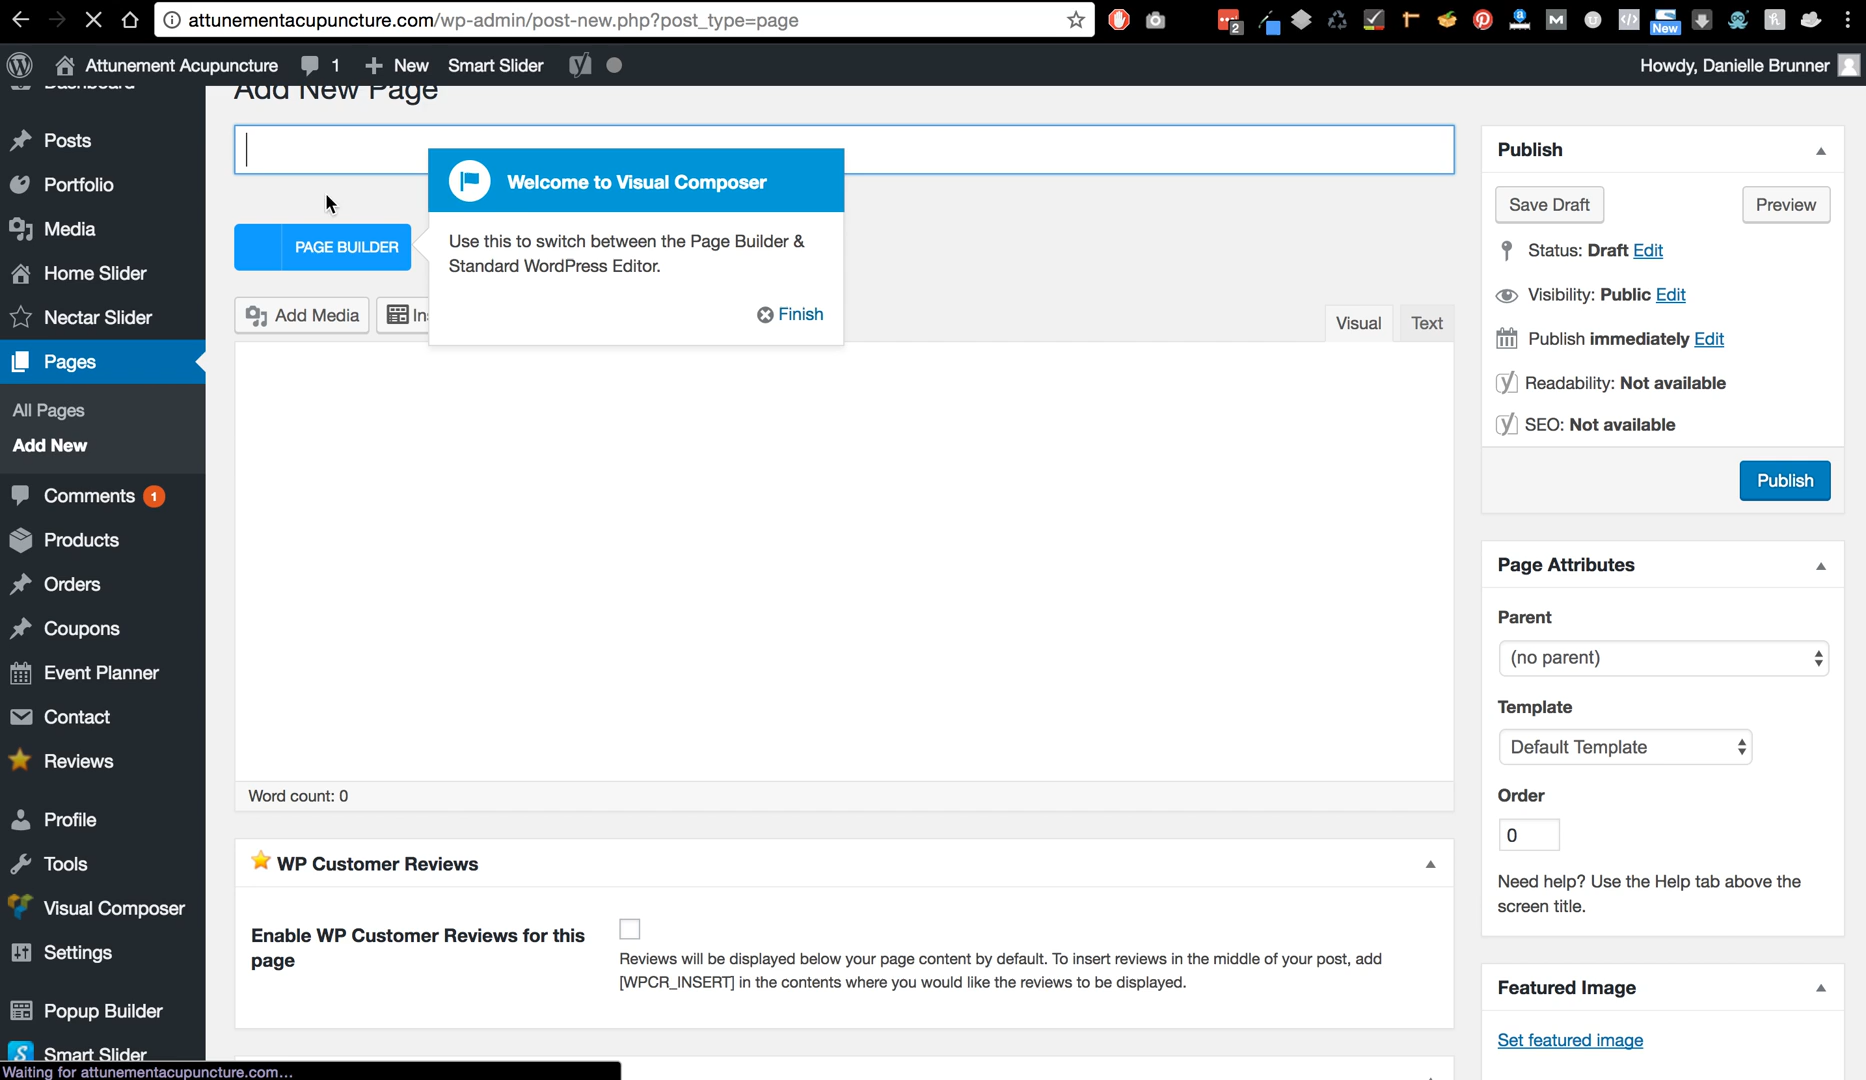 attunementacupuncture.com/wp-admin/post-new.php?post_type=page
2
New
Attunement Acupuncture
1
New
Smart Slider
Howdy, Danielle Brunner
Dashboard
Posts
Portfolio
Media
Home Slider
Nectar Slider
Pages
All Pages
Add New
Comments 1
Products
Orders
Coupons
Event Planner
Contact
Reviews
Profile
Tools
Visual Composer
Settings
Popup Builder
Smart Slider
Waiting for attunementacupuncture.com...
Add New Page
Welcome to Visual Composer
Use this to switch between the Page Builder &
Standard WordPress Editor.
Finish
PAGE BUILDER
Add Media
In
Visual
Text
Word count: 0
WP Customer Reviews
Enable WP Customer Reviews for this
page
Reviews will be displayed below your page content by default. To insert reviews in the middle of your post, add
[WPCR_INSERT] in the contents where you would like the reviews to be displayed.
Publish
Save Draft
Preview
Status: Draft Edit
Visibility: Public Edit
Publish immediately Edit
Readability: Not available
SEO: Not available
Publish
Page Attributes
Parent
(no parent)
Template
Default Template
Order
0
Need help? Use the Help tab above the
screen title.
Featured Image
Set featured image